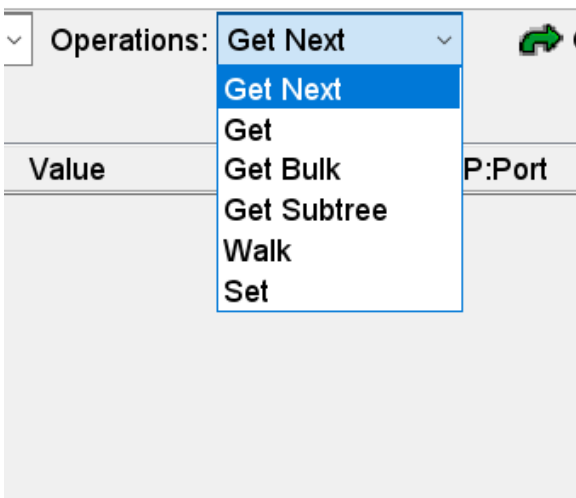 Operations: Get Next
Get Next
Get
Value Get Bulk P:Port
Get Subtree
Walk
Set